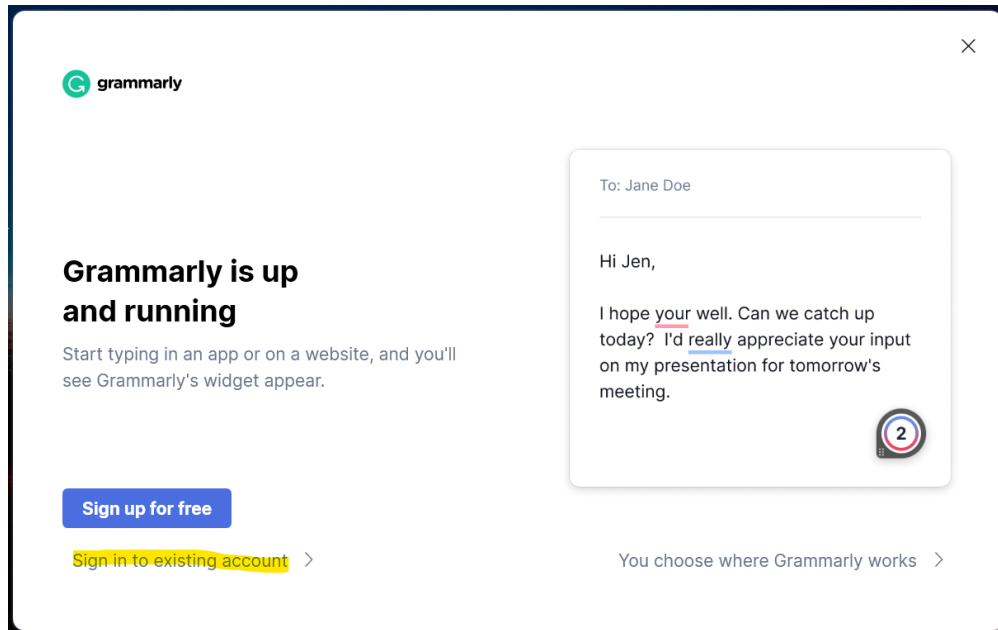 grammarly
Grammarly is up
and running
Start typing in an app or on a website, and you'll
see Grammarly's widget appear.
Sign up for free
Sign in to existing account
To: Jane Doe
Hi Jen,
I hope your well. Can we catch up
today?  I'd really appreciate your input
on my presentation for tomorrow's
meeting.
2
You choose where Grammarly works